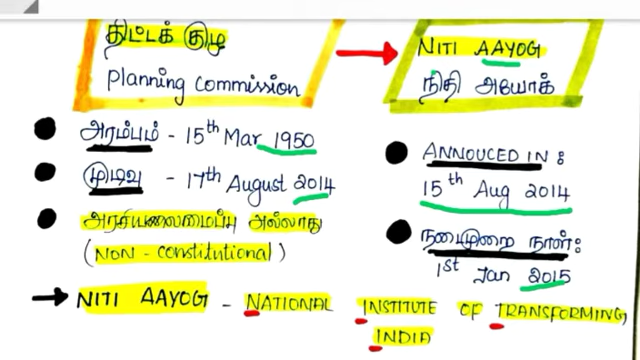 திட்டக் குழு
Planning Commission
● ஆரம்பம் - 15th Mar 1950
● முடிவு - 17th August 2014
● அரசியலமைப்பு அல்லாது
(NON - constitutional)
NITI AAYOG
நிதி அயோக்
● ANNOUCED IN :
15th Aug 2014
● நடைமுறை நாள் :
1st Jan 2015
→ NITI AAYOG - NATIONAL INSTITUTE OF TRANSFORMING
INDIA